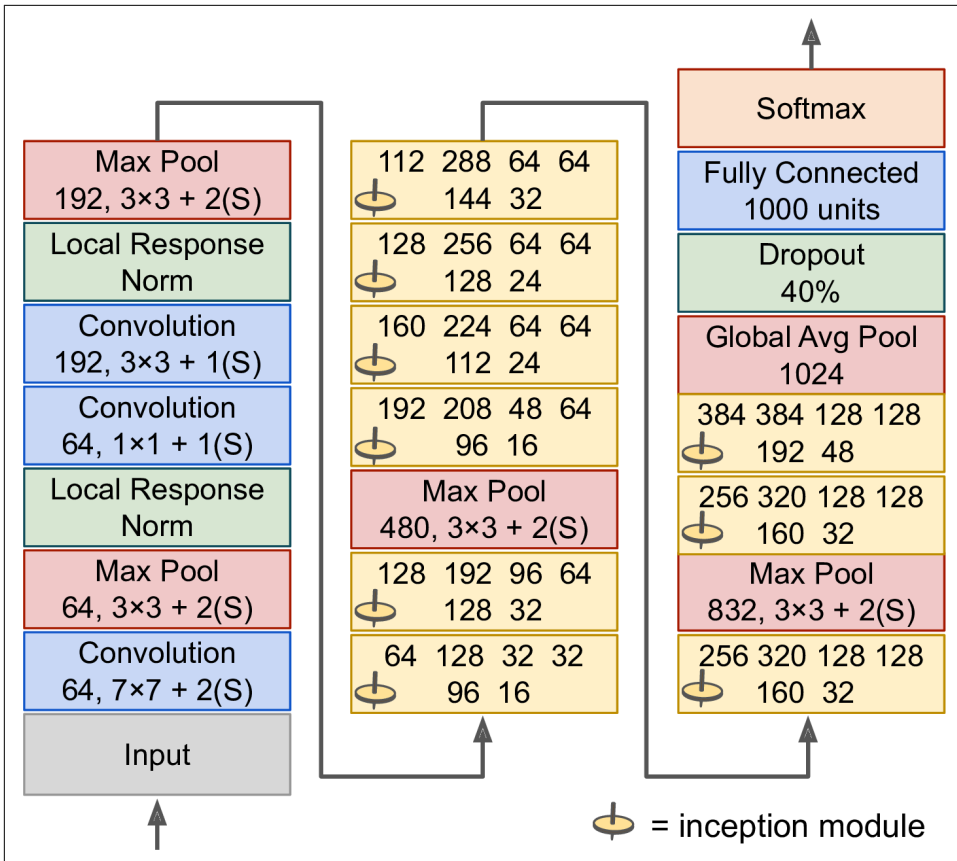 Max Pool
192, 3×3 + 2(S)
Local Response
Norm
Convolution
192, 3×3 + 1(S)
Convolution
64, 1×1 + 1(S)
Local Response
Norm
Max Pool
64, 3×3 + 2(S)
Convolution
64, 7×7 + 2(S)
Input
112 288 64 64
144 32
128 256 64 64
128 24
160 224 64 64
112 24
192 208 48 64
96 16
Max Pool
480, 3×3 + 2(S)
128 192 96 64
128 32
64 128 32 32
96 16
Softmax
Fully Connected
1000 units
Dropout
40%
Global Avg Pool
1024
384 384 128 128
192 48
256 320 128 128
160 32
Max Pool
832, 3×3 + 2(S)
256 320 128 128
160 32
= inception module